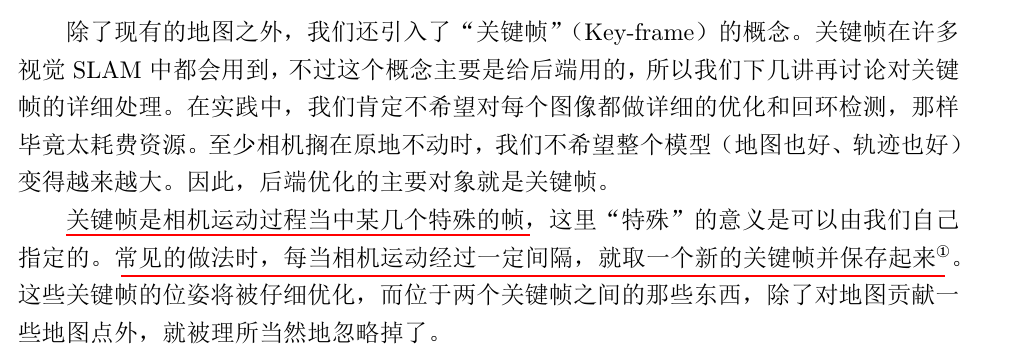 除了现有的地图之外，我们还引入了“关键帧”（Key-frame）的概念。关键帧在许多
视觉 SLAM 中都会用到，不过这个概念主要是给后端用的，所以我们下几讲再讨论对关键
帧的详细处理。在实践中，我们肯定不希望对每个图像都做详细的优化和回环检测，那样
毕竟太耗费资源。至少相机搁在原地不动时，我们不希望整个模型（地图也好、轨迹也好）
变得越来越大。因此，后端优化的主要对象就是关键帧。
关键帧是相机运动过程当中某几个特殊的帧，这里“特殊”的意义是可以由我们自己
指定的。常见的做法时，每当相机运动经过一定间隔，就取一个新的关键帧并保存起来①。
这些关键帧的位姿将被仔细优化，而位于两个关键帧之间的那些东西，除了对地图贡献一
些地图点外，就被理所当然地忽略掉了。